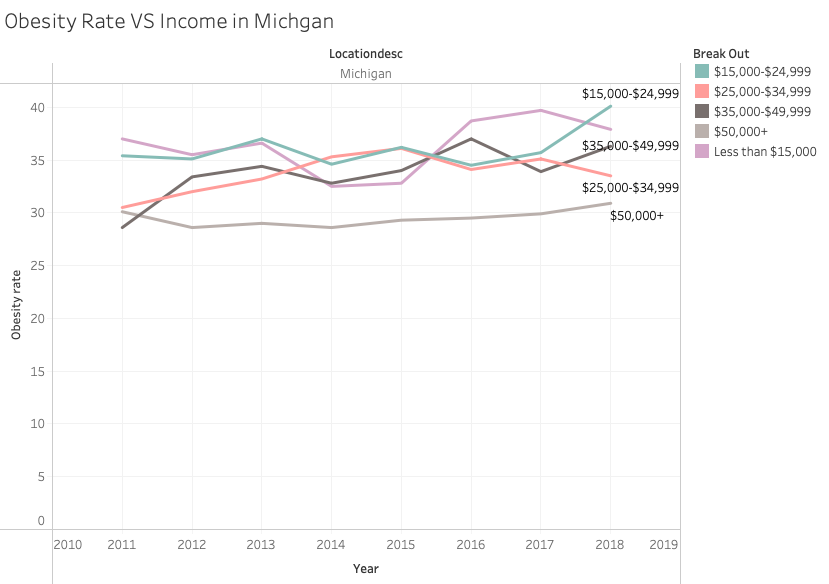 Obesity Rate VS Income in Michgan
Locationdesc
Michigan
Break Out
$15,000-$24,999
$25,000-$34,999
$35,000-$49,999
$50,000+
Less than $15,000
Obesity rate
40
35
30
25
20
15
10
5
0
$15,000-$24,999
$35,000-$49,999
$25,000-$34,999
$50,000+
2010 2011 2012 2013 2014 2015 2016 2017 2018 2019
Year